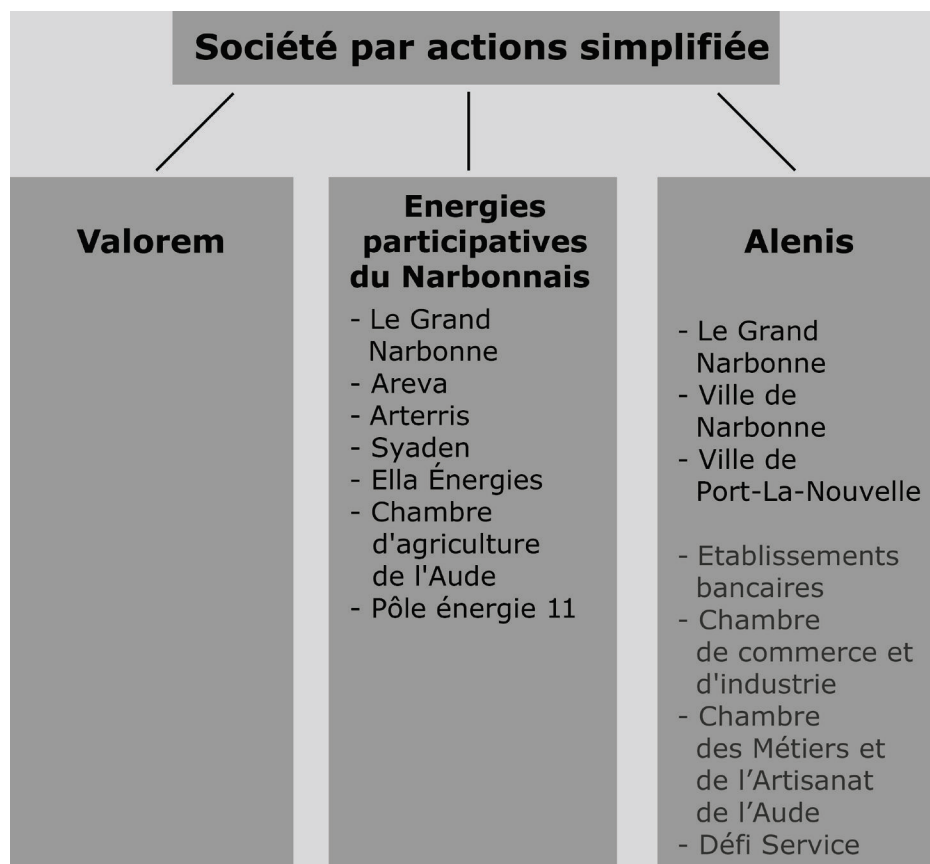 Société par actions simplifiée
Valorem
Energies
participatives
du Narbonnais
- Le Grand
Narbonne
- Areva
- Arterris
- Syaden
- Ella Énergies
- Chambre
d'agriculture
de l'Aude
- Pôle énergie 11
Alenis
- Le Grand
Narbonne
- Ville de
Narbonne
- Ville de
Port-La-Nouvelle
- Etablissements
bancaires
- Chambre
de commerce et
d'industrie
- Chambre
des Métiers et
de l’Artisanat
de l’Aude
- Défi Service